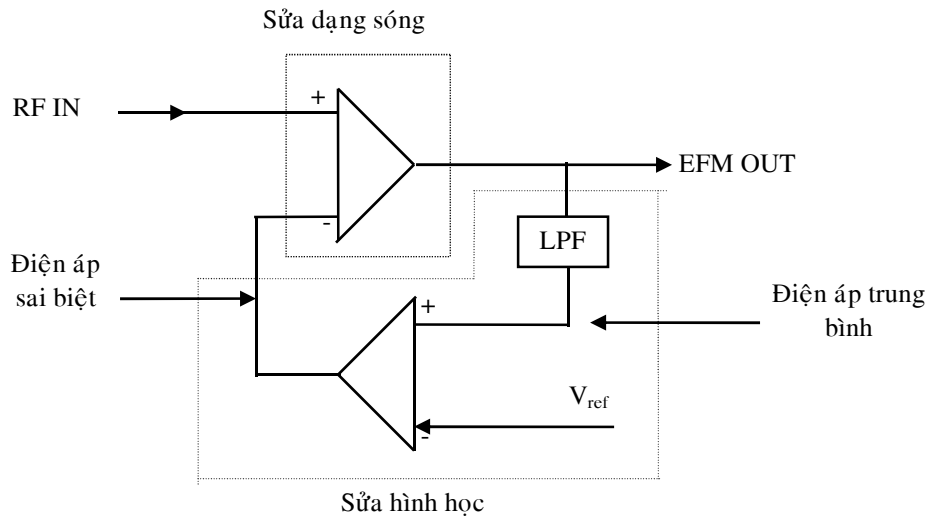 Sửa dạng sóng
RF IN
+
EFM OUT
-
LPF
Điện áp
sai biệt
+
Điện áp trung
bình
V_ref
-
Sửa hình học